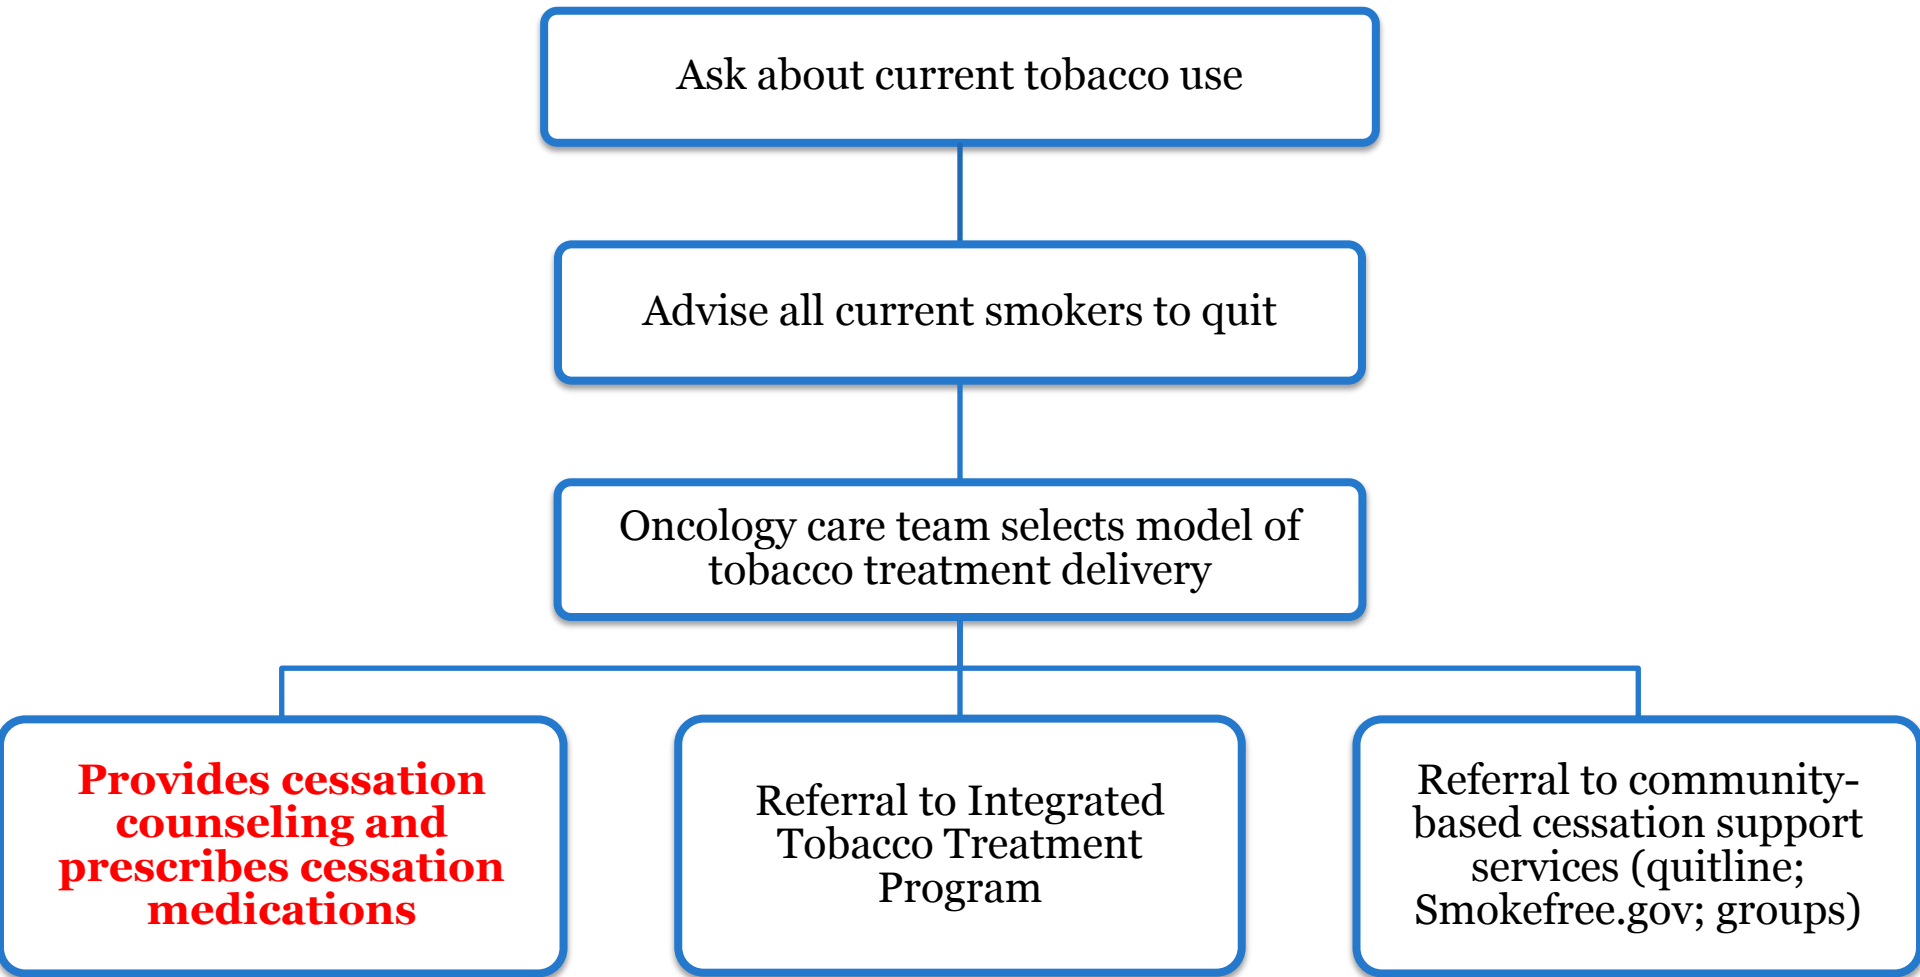 Ask about current tobacco use
Advise all current smokers to quit
Oncology care team selects model of
tobacco treatment delivery
Provides cessation
counseling and
prescribes cessation
medications
Referral to Integrated
Tobacco Treatment
Program
Referral to community-
based cessation support
services (quitline;
Smokefree.gov; groups)